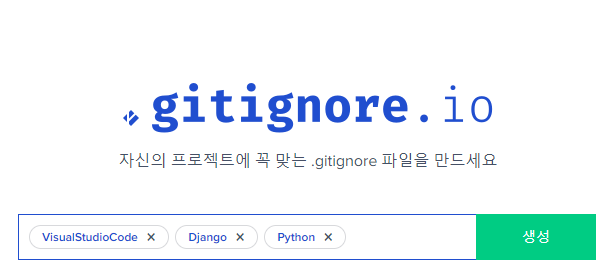 .gitignore.io
자신의 프로젝트에 꼭 맞는 .gitignore 파일을 만드세요
VisualStudioCode × Django × Python × 생성